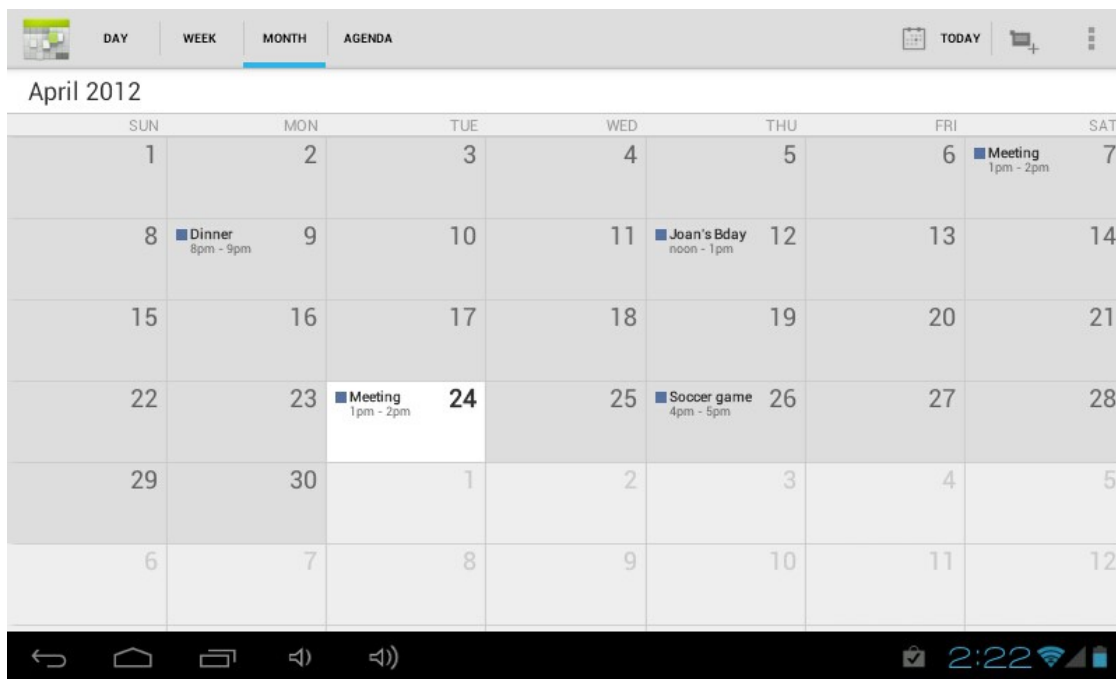 DAY WEEK MONTH AGENDA TODAY
April 2012
SUN MON TUE WED THU FRI SAT
1 2 3 4 5 6 Meeting 7
1pm - 2pm
8 Dinner 9 10 11 Joan's Bday 12 13 14
8pm - 9pm noon - 1pm
15 16 17 18 19 20 21
22 23 Meeting 24 25 Soccer game 26 27 28
1pm - 2pm 4pm - 5pm
29 30 1 2 3 4 5
6 7 8 9 10 11 12
2:22